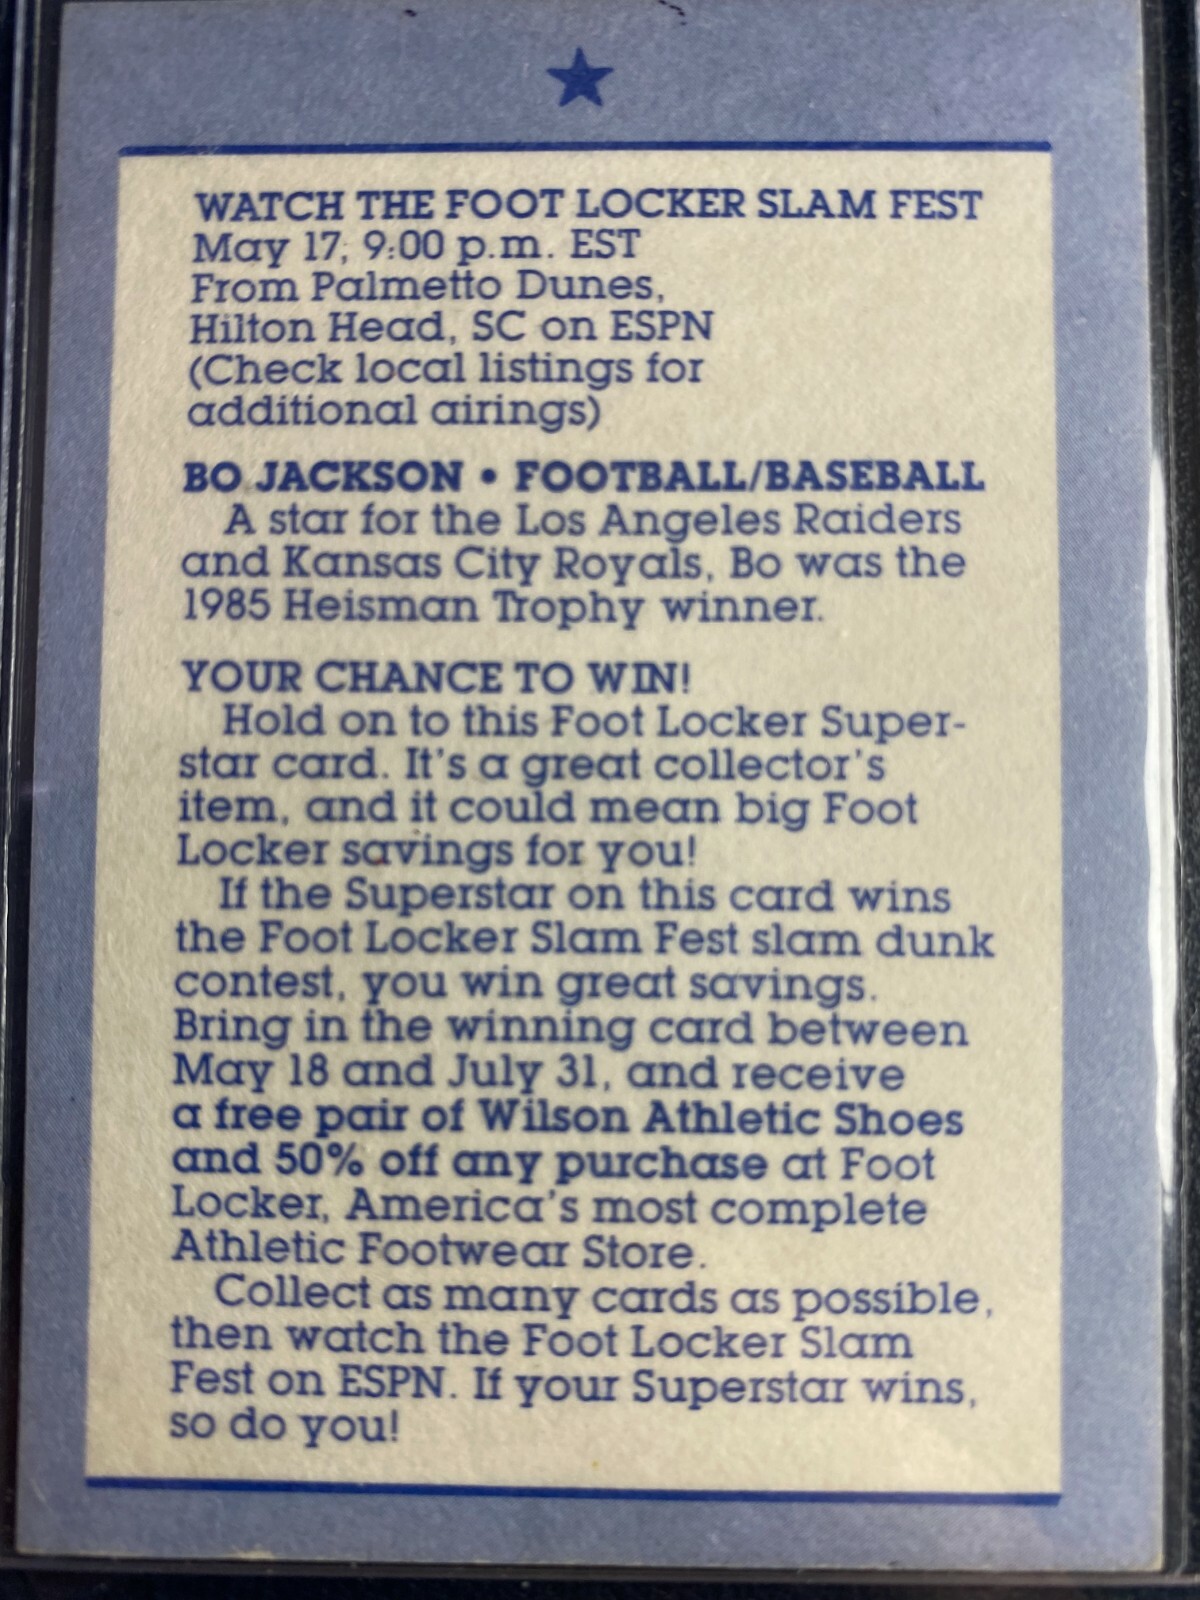 WATCH THE FOOT LOCKER SLAM FEST
May 17, 9:00 p.m. EST
From Palmetto Dunes,
Hilton Head, SC on ESPN
(Check local listings for
additional airings)
BO JACKSON • FOOTBALL/BASEBALL
A star for the Los Angeles Raiders
and Kansas City Royals, Bo was the
1985 Heisman Trophy winner.
YOUR CHANCE TO WIN!
Hold on to this Foot Locker Super-
star card. It's a great collector's
item, and it could mean big Foot
Locker savings for you!
If the Superstar on this card wins
the Foot Locker Slam Fest slam dunk
contest, you win great savings.
Bring in the winning card between
May 18 and July 31, and receive
a free pair of Wilson Athletic Shoes
and 50% off any purchase at Foot
Locker, America's most complete
Athletic Footwear Store.
Collect as many cards as possible,
then watch the Foot Locker Slam
Fest on ESPN. If your Superstar wins,
so do you!